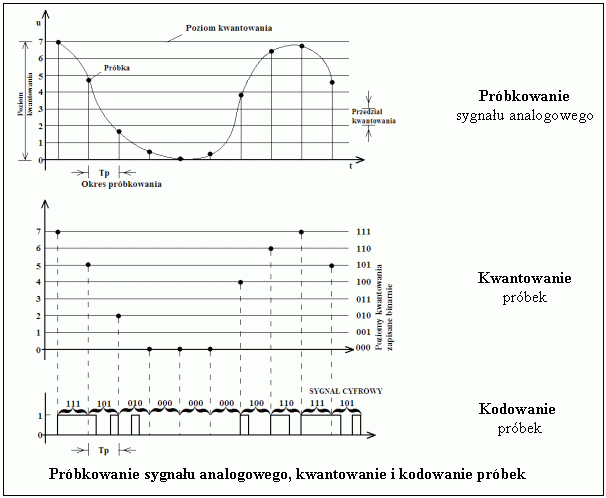 u
Poziom kwantowania
7
6
5
4
3
2
1
0
Poziom
kwantowania
Próbka
Przedział
kwantowania
t
Tp
Okres próbkowania
Próbkowanie
sygnału analogowego
7
6
5
4
3
2
1
0
111
110
101
100
011
010
001
000
Poziomy kwantowania
zapisane binarnie
Kwantowanie
próbek
SYGNAŁ CYFROWY
111 101 010 000 000 000 100 110 111 101
1
0
Tp
Kodowanie
próbek
Próbkowanie sygnału analogowego, kwantowanie i kodowanie próbek